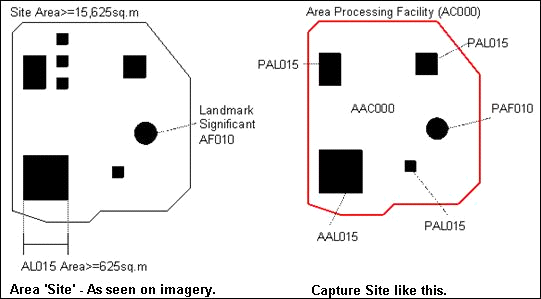 Site Area>=15,625sq.m
Landmark
Significant
AF010
AL015 Area>=625sq.m
Area 'Site' - As seen on imagery.
Area Processing Facility (AC000)
PAL015
PAL015
AAC000
PAF010
PAL015
AAL015
Capture Site like this.